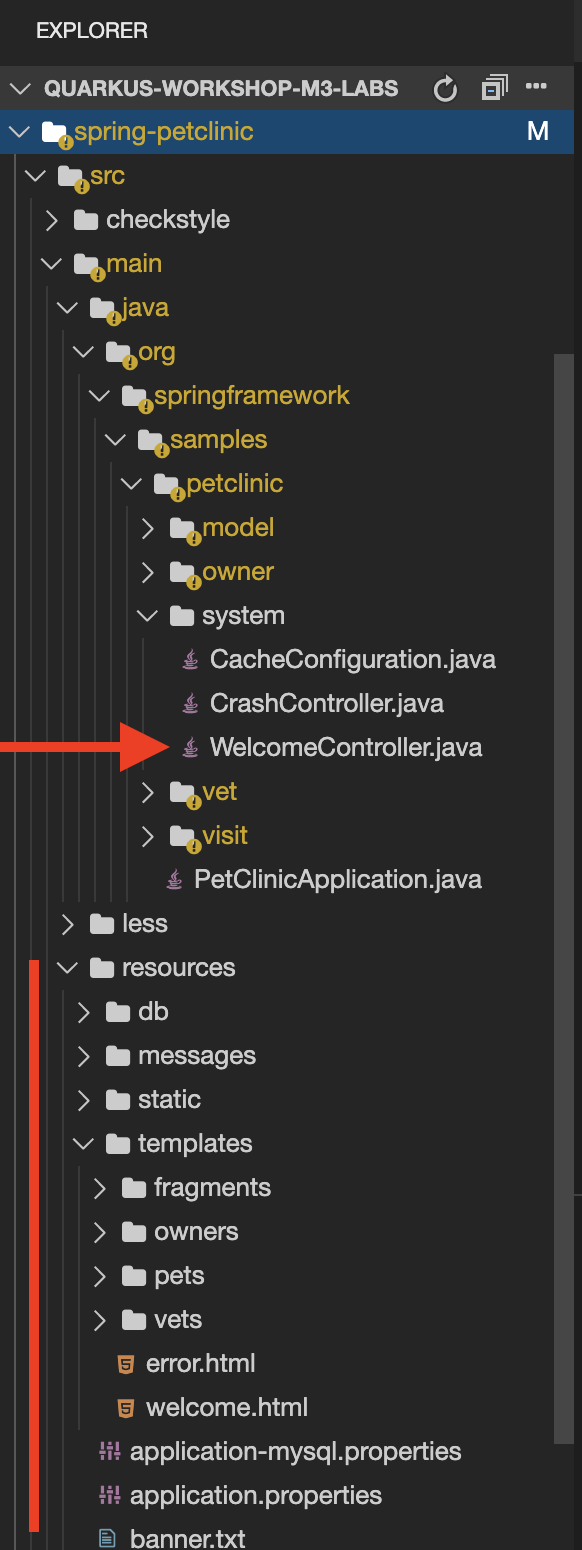 EXPLORER
QUARKUS-WORKSHOP-M3-LABS
spring-petclinic M
src
checkstyle
main
java
org
springframework
samples
petclinic
model
owner
system
CacheConfiguration.java
CrashController.java
WelcomeController.java
vet
visit
PetClinicApplication.java
less
resources
db
messages
static
templates
fragments
owners
pets
vets
error.html
welcome.html
application-mysql.properties
application.properties
banner.txt